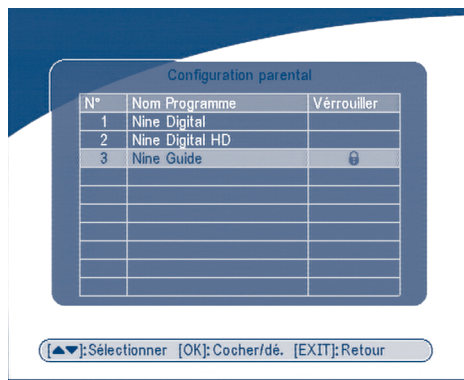 Configuration parental
N° Nom Programme Vérrouiller
1 Nine Digital
2 Nine Digital HD
3 Nine Guide
[▲▼]:Sélectionner [OK]:Cocher/dé. [EXIT]:Retour